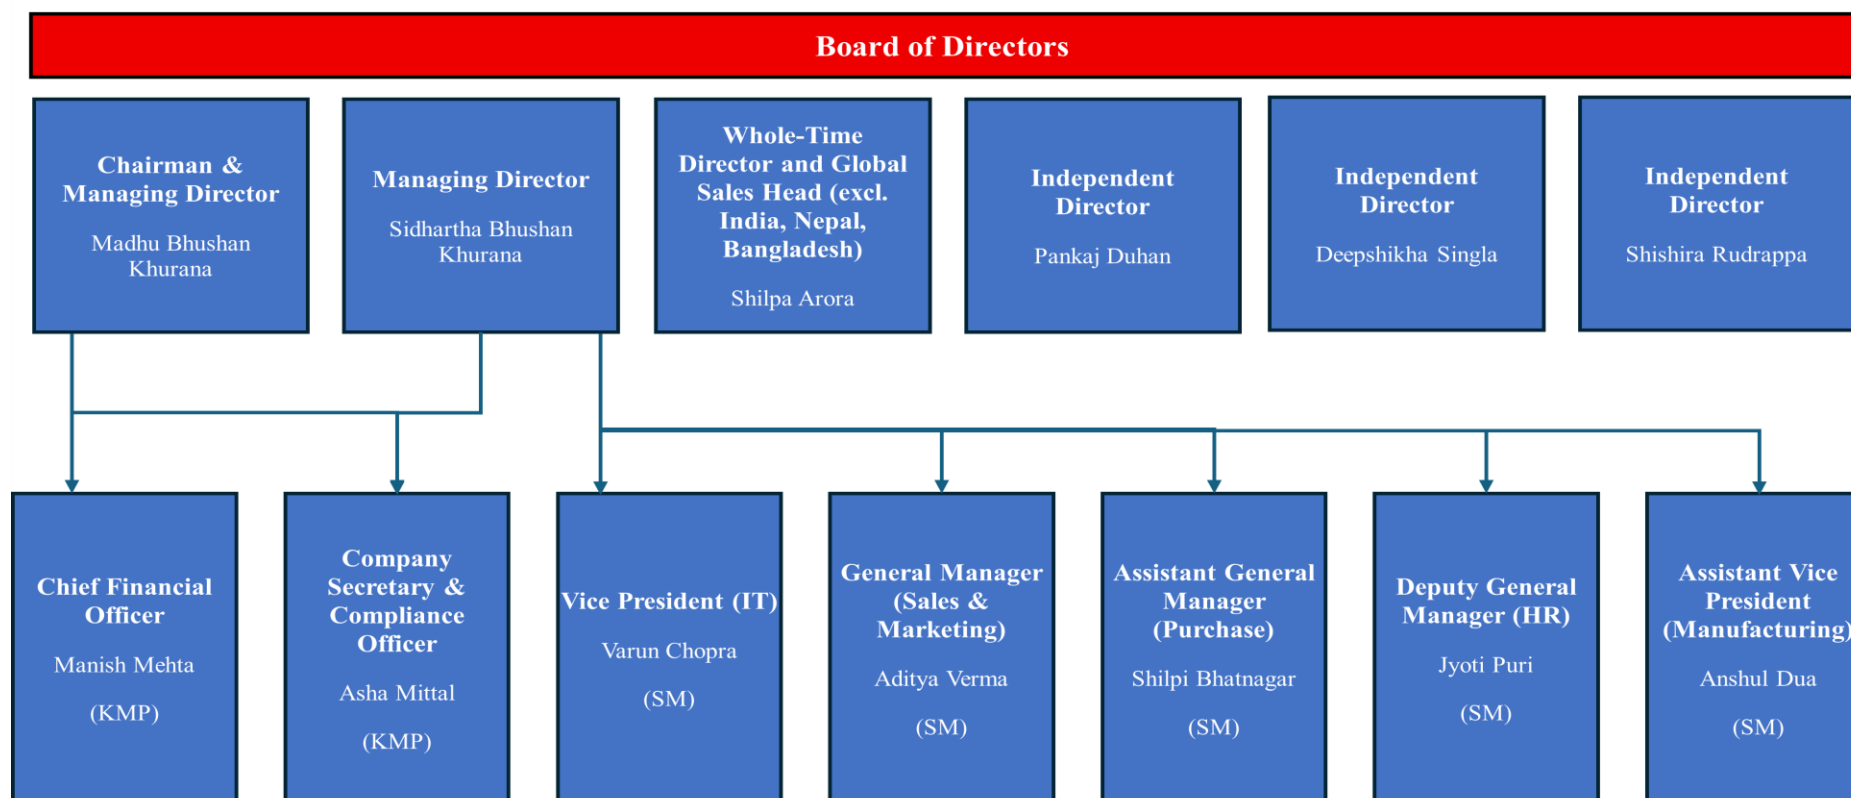 Board of Directors
Chairman &
Managing Director
Madhu Bhushan
Khurana
Managing Director
Sidhartha Bhushan
Khurana
Whole-Time
Director and Global
Sales Head (excl.
India, Nepal,
Bangladesh)
Shilpa Arora
Independent
Director
Pankaj Duhan
Independent
Director
Deepshikha Singla
Independent
Director
Shishira Rudrappa
Chief Financial
Officer
Manish Mehta
(KMP)
Company
Secretary &
Compliance
Officer
Asha Mittal
(KMP)
Vice President (IT)
Varun Chopra
(SM)
General Manager
(Sales &
Marketing)
Aditya Verma
(SM)
Assistant General
Manager
(Purchase)
Shilpi Bhatnagar
(SM)
Deputy General
Manager (HR)
Jyoti Puri
(SM)
Assistant Vice
President
(Manufacturing)
Anshul Dua
(SM)